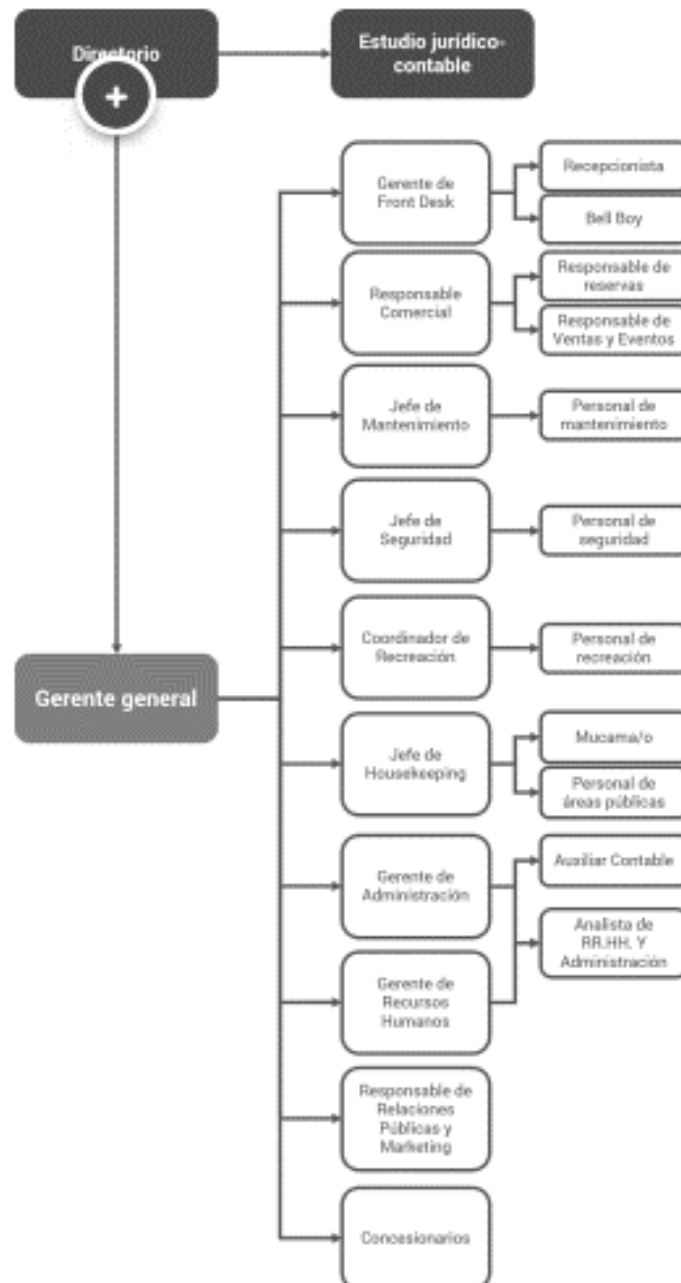 Directorio
Estudio jurídico-
contable
+
Gerente de
Front Desk
Recepcionista
Bell Boy
Responsable
Comercial
Responsable de
reservas
Responsable de
Ventas y Eventos
Jefe de
Mantenimiento
Personal de
mantenimiento
Jefe de
Seguridad
Personal de
seguridad
Coordinador de
Recreación
Personal de
recreación
Gerente general
Jefe de
Housekeeping
Mucama/o
Personal de
áreas públicas
Gerente de
Administración
Auxiliar Contable
Analista de
RR.HH. Y
Administración
Gerente de
Recursos
Humanos
Responsable de
Relaciones
Públicas y
Marketing
Concesionarios